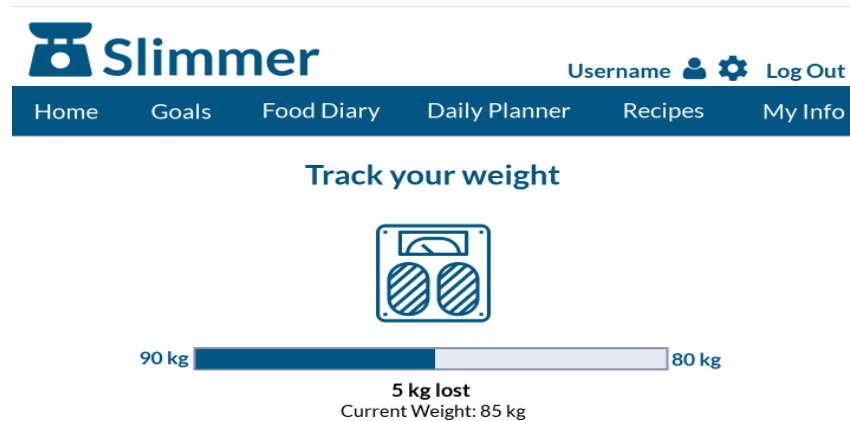 Slimmer
Username Log Out
Home Goals Food Diary Daily Planner Recipes My Info
Track your weight
90 kg 80 kg
5 kg lost
Current Weight: 85 kg